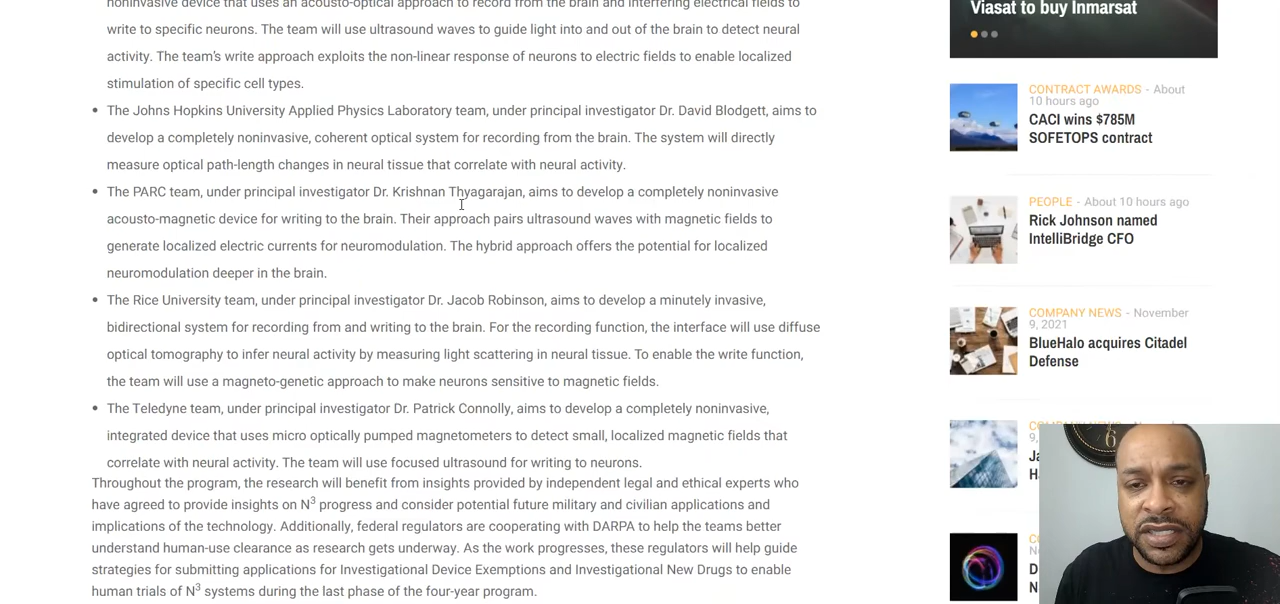 noninvasive device that uses an acousto-optical approach to record from the brain and interfering electrical fields to
write to specific neurons. The team will use ultrasound waves to guide light into and out of the brain to detect neural
activity. The team's write approach exploits the non-linear response of neurons to electric fields to enable localized
stimulation of specific cell types.
• The Johns Hopkins University Applied Physics Laboratory team, under principal investigator Dr. David Blodgett, aims to
develop a completely noninvasive, coherent optical system for recording from the brain. The system will directly
measure optical path-length changes in neural tissue that correlate with neural activity.
• The PARC team, under principal investigator Dr. Krishnan Thyagarajan, aims to develop a completely noninvasive
acousto-magnetic device for writing to the brain. Their approach pairs ultrasound waves with magnetic fields to
generate localized electric currents for neuromodulation. The hybrid approach offers the potential for localized
neuromodulation deeper in the brain.
• The Rice University team, under principal investigator Dr. Jacob Robinson, aims to develop a minutely invasive,
bidirectional system for recording from and writing to the brain. For the recording function, the interface will use diffuse
optical tomography to infer neural activity by measuring light scattering in neural tissue. To enable the write function,
the team will use a magneto-genetic approach to make neurons sensitive to magnetic fields.
• The Teledyne team, under principal investigator Dr. Patrick Connolly, aims to develop a completely noninvasive,
integrated device that uses micro optically pumped magnetometers to detect small, localized magnetic fields that
correlate with neural activity. The team will use focused ultrasound for writing to neurons.
Throughout the program, the research will benefit from insights provided by independent legal and ethical experts who
have agreed to provide insights on N³ progress and consider potential future military and civilian applications and
implications of the technology. Additionally, federal regulators are cooperating with DARPA to help the teams better
understand human-use clearance as research gets underway. As the work progresses, these regulators will help guide
strategies for submitting applications for Investigational Device Exemptions and Investigational New Drugs to enable
human trials of N³ systems during the last phase of the four-year program.
Viasat to buy Inmarsat
CONTRACT AWARDS - About
10 hours ago
CACI wins $785M
SOFETOPS contract
PEOPLE - About 10 hours ago
Rick Johnson named
IntelliBridge CFO
COMPANY NEWS - November
9, 2021
BlueHalo acquires Citadel
Defense
6